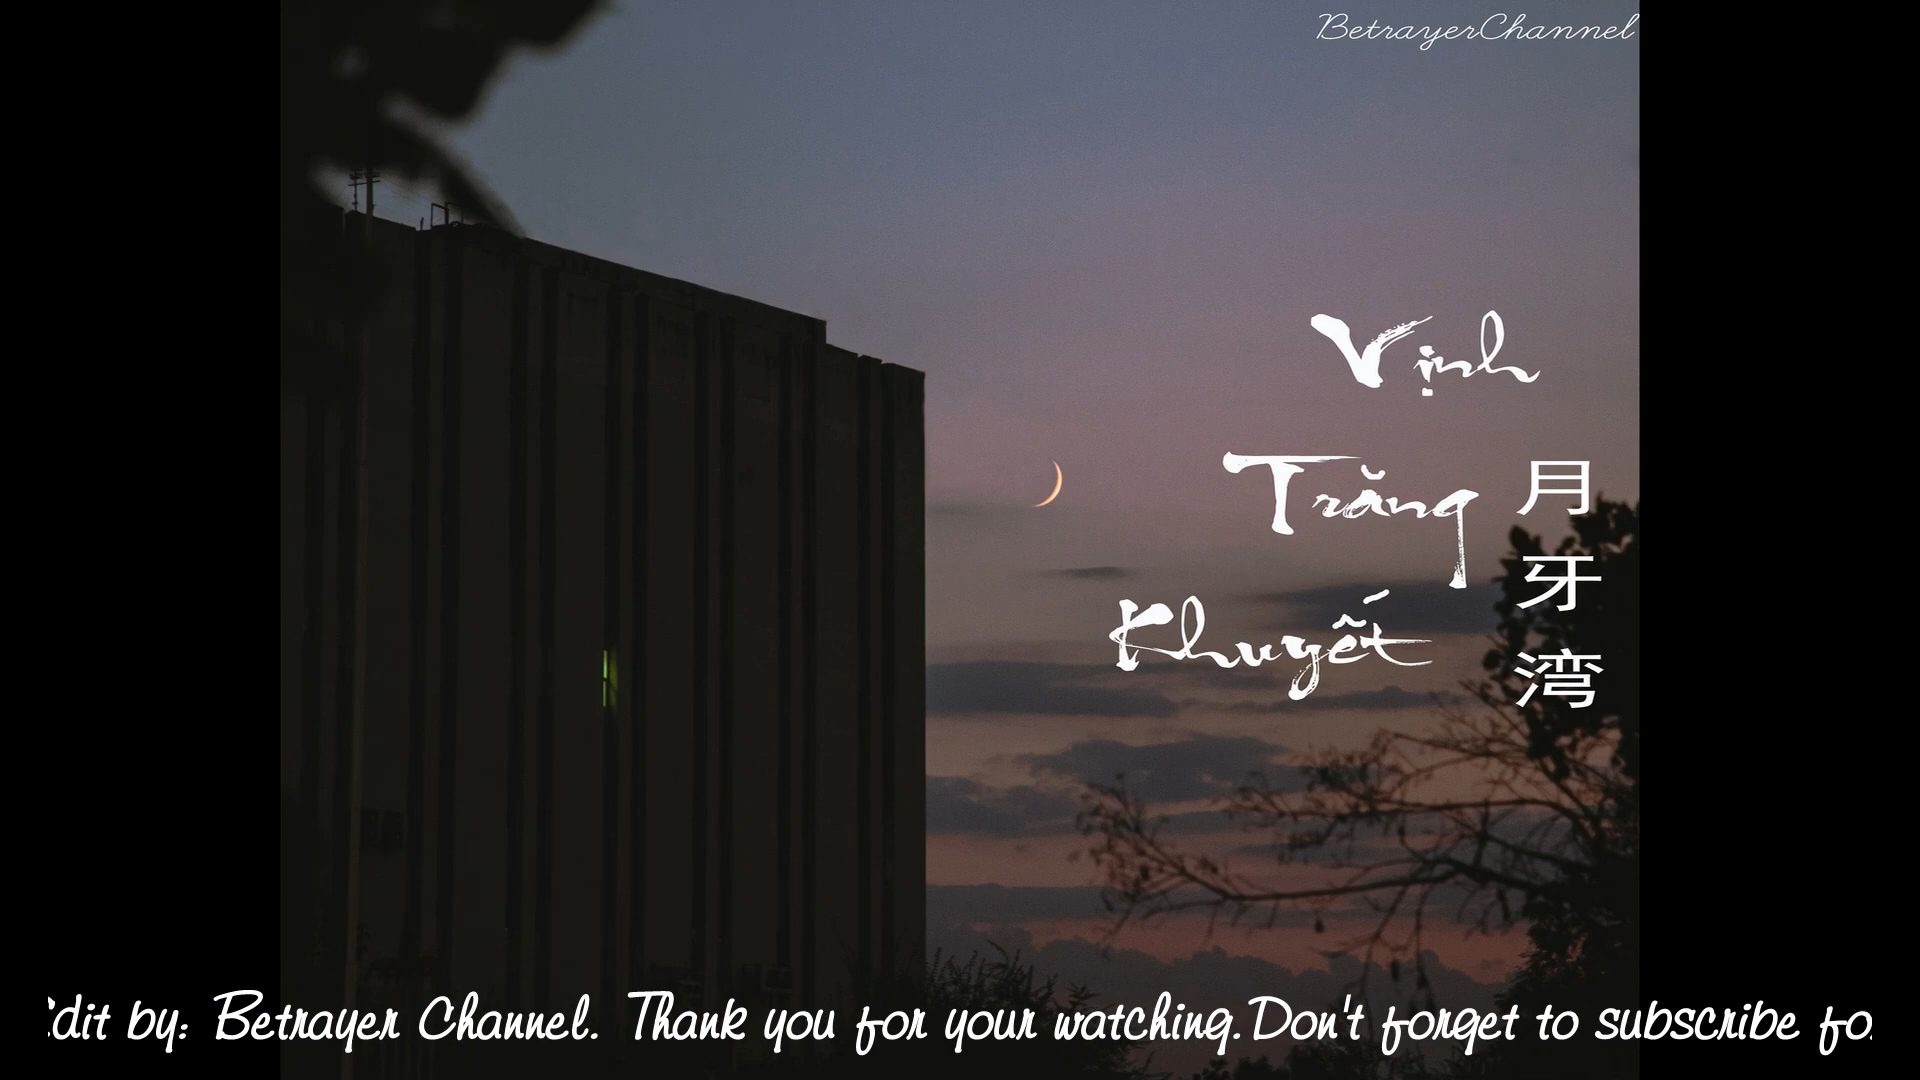 BetrayerChannel
Vịnh
Trăng
Khuyết
月牙湾
dit by: Betrayer Channel. Thank you for your watching.Don't forget to subscribe fo